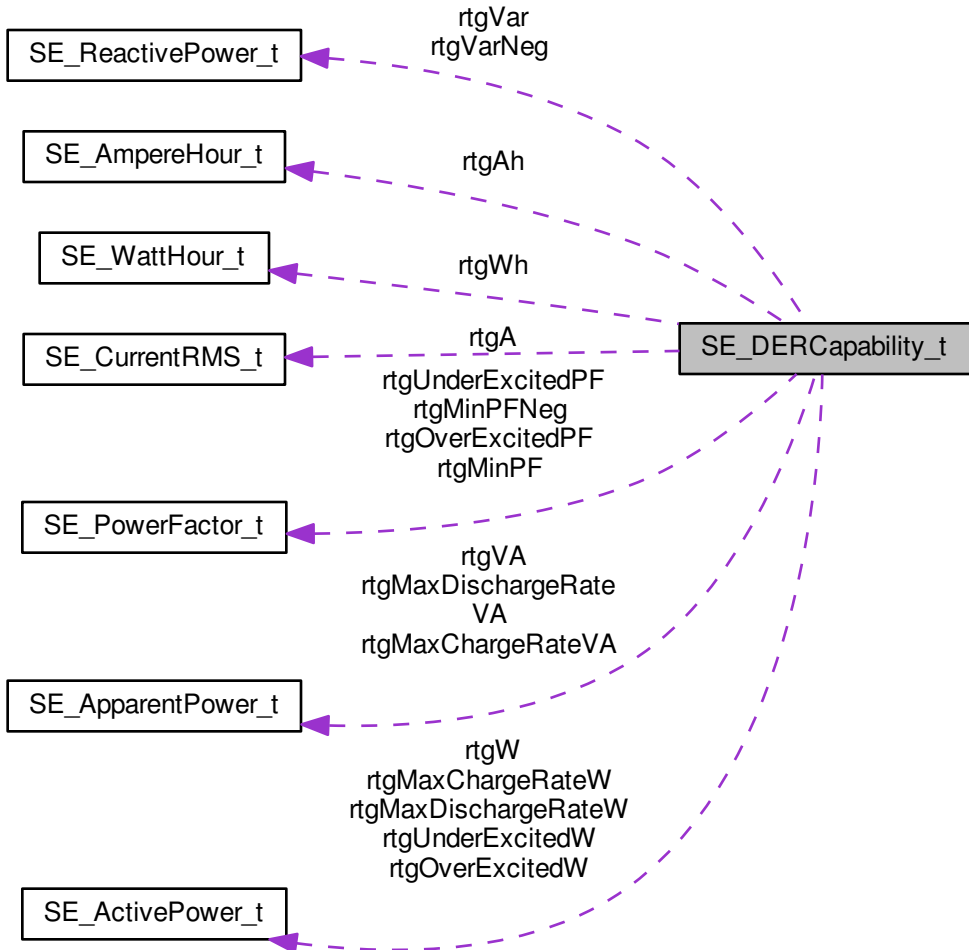 rtgVar
rtgVarNeg
SE_ReactivePower_t
SE_AmpereHour_t
rtgAh
SE_WattHour_t
rtgWh
SE_CurrentRMS_t
rtgA
SE_DERCapability_t
rtgUnderExcitedPF
rtgMinPFNeg
rtgOverExcitedPF
rtgMinPF
SE_PowerFactor_t
rtgVA
rtgMaxDischargeRate
VA
rtgMaxChargeRateVA
SE_ApparentPower_t
rtgW
rtgMaxChargeRateW
rtgMaxDischargeRateW
rtgUnderExcitedW
rtgOverExcitedW
SE_ActivePower_t